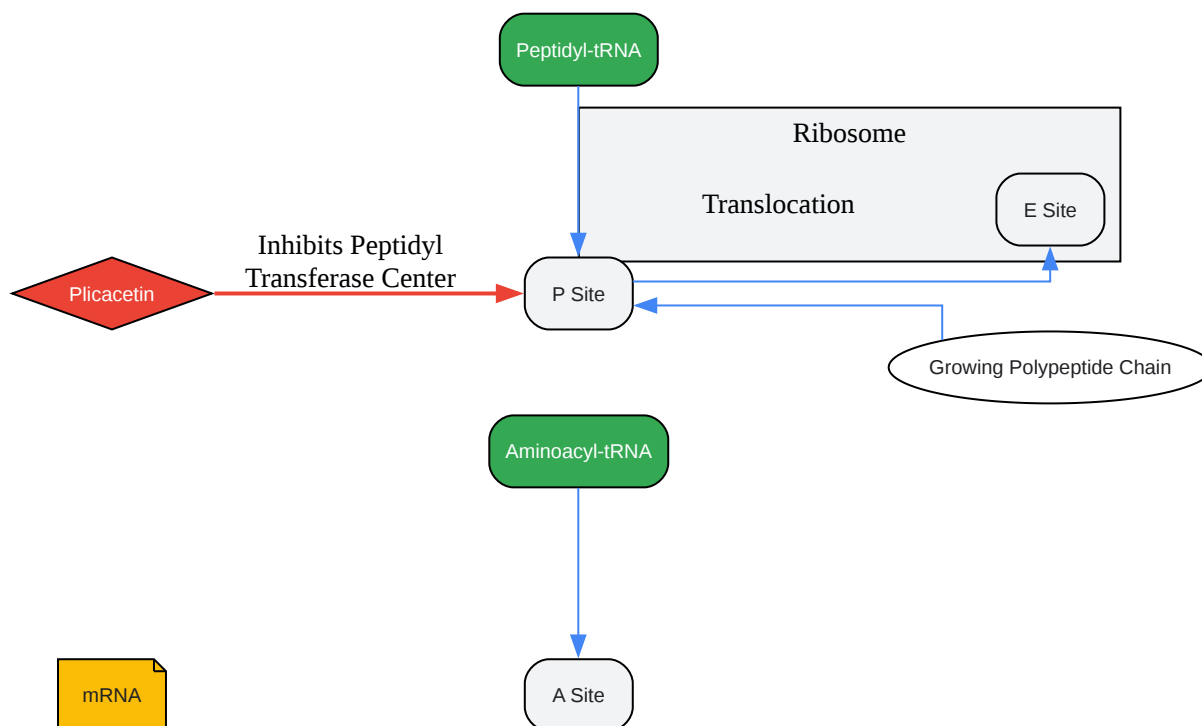 Peptidyl-tRNA
Ribosome
Translocation
E Site
Inhibits Peptidyl
Transferase Center
Plicacetin
P Site
Growing Polypeptide Chain
Aminoacyl-tRNA
mRNA
A Site